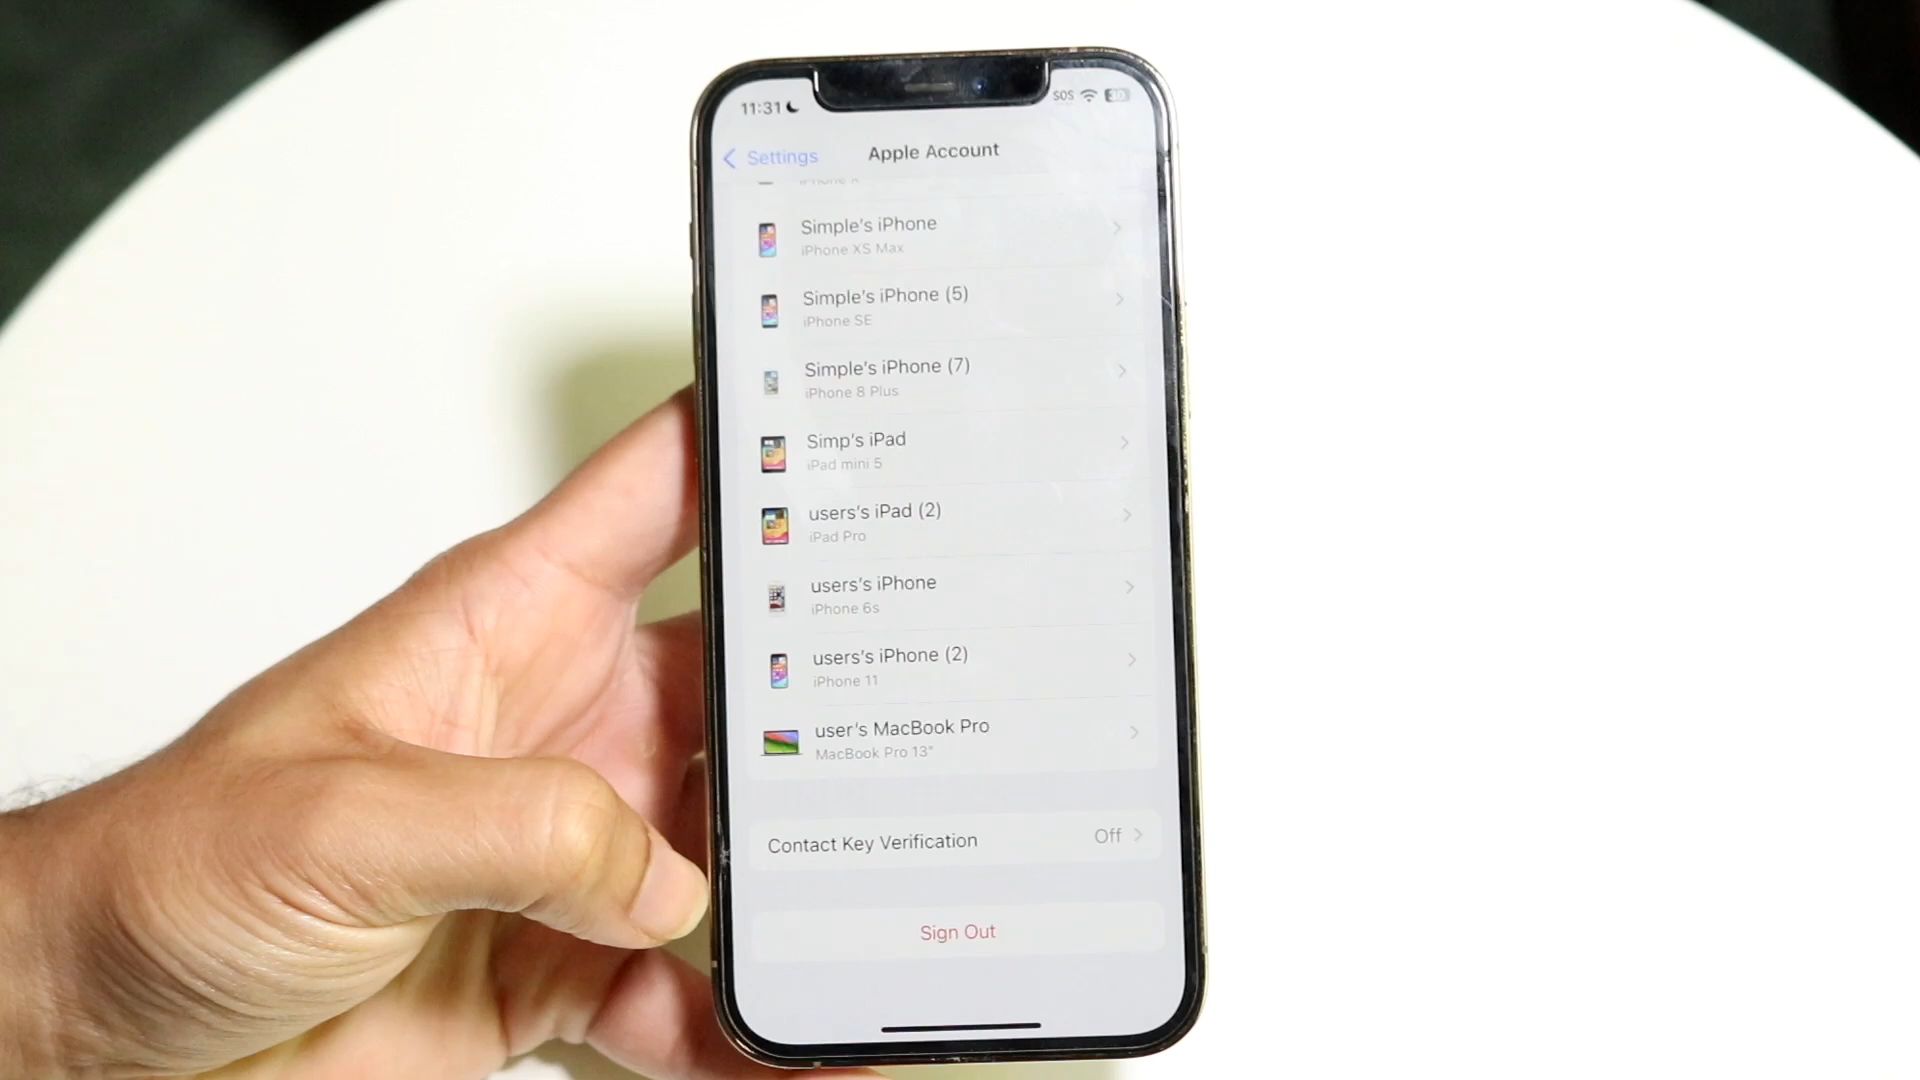 11:31
SOS
Settings
Apple Account
iPhone X
Simple's iPhone
iPhone XS Max
Simple's iPhone (5)
iPhone SE
Simple's iPhone (7)
iPhone 8 Plus
Simp's iPad
iPad mini 5
users's iPad (2)
iPad Pro
users's iPhone
iPhone 6s
users's iPhone (2)
iPhone 11
user's MacBook Pro
MacBook Pro 13"
Contact Key Verification
Off
Sign Out